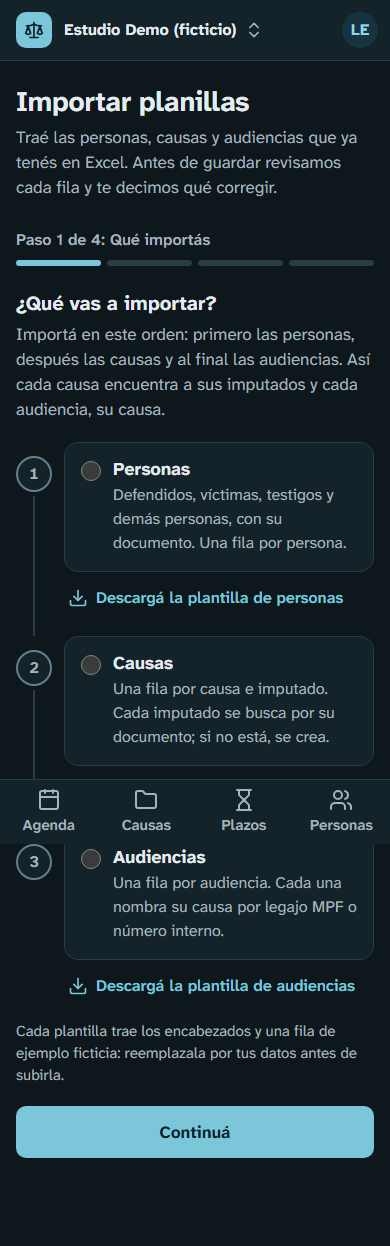 Estudio Demo (ficticio)
LE
Importar planillas
Traé las personas, causas y audiencias que ya
tenés en Excel. Antes de guardar revisamos
cada fila y te decimos qué corregir.
Paso 1 de 4: Qué importás
¿Qué vas a importar?
Importá en este orden: primero las personas,
después las causas y al final las audiencias. Así
cada causa encuentra a sus imputados y cada
audiencia, su causa.
1
Personas
Defendidos, víctimas, testigos y
demás personas, con su
documento. Una fila por persona.
Descargá la plantilla de personas
2
Causas
Una fila por causa e imputado.
Cada imputado se busca por su
documento; si no está, se crea.
Agenda
Causas
Plazos
Personas
3
Audiencias
Una fila por audiencia. Cada una
nombra su causa por legajo MPF o
número interno.
Descargá la plantilla de audiencias
Cada plantilla trae los encabezados y una fila de
ejemplo ficticia: reemplazala por tus datos antes de
subirla.
Continuá